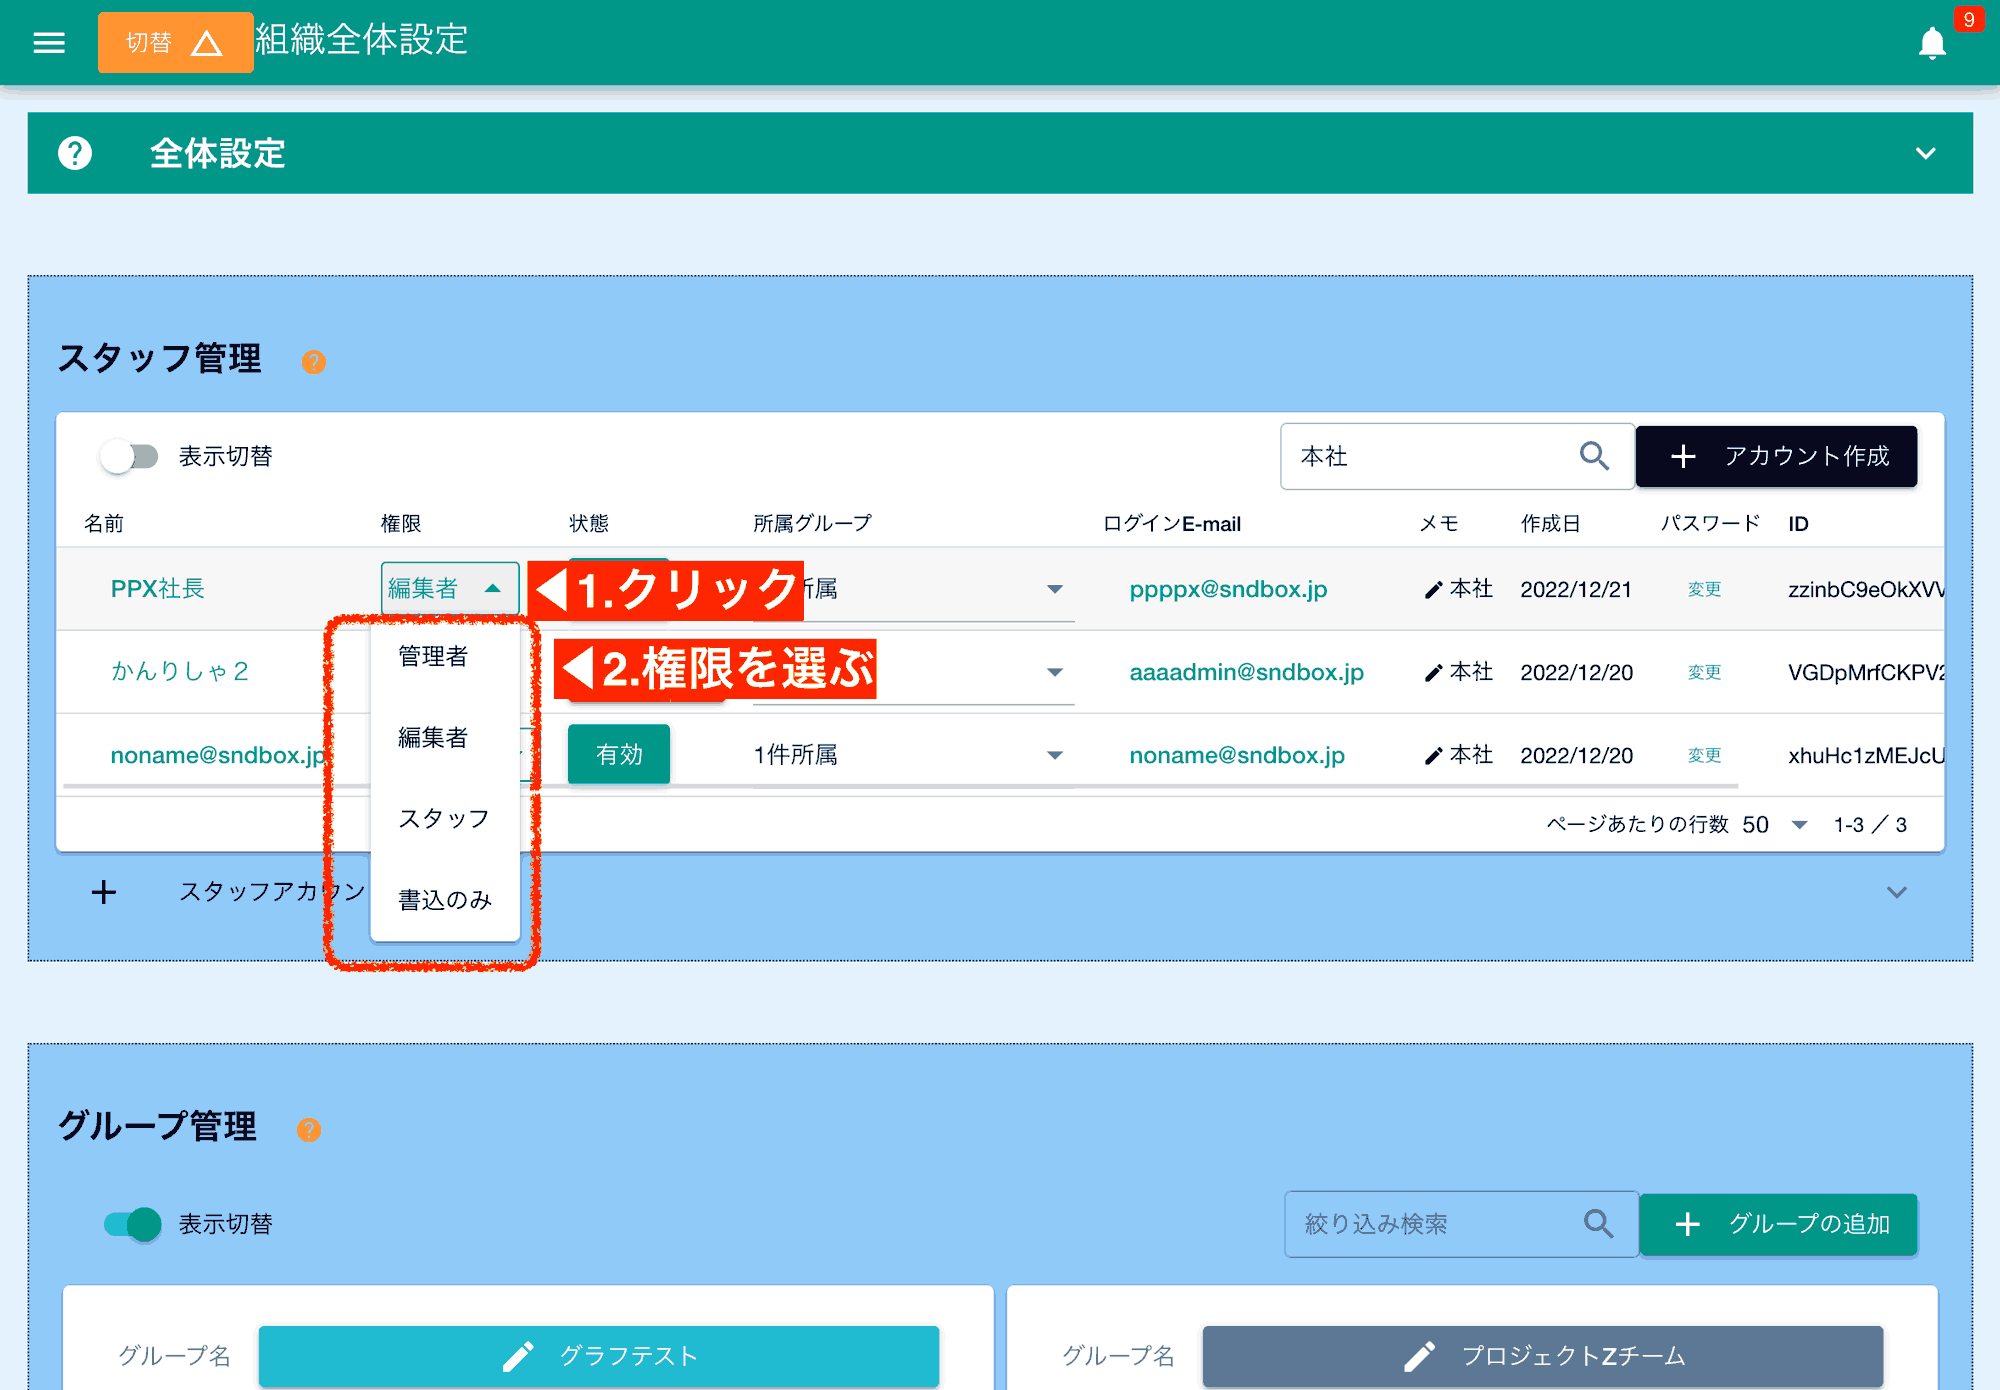 切替 組織全体設定 9
全体設定
スタッフ管理
表示切替 本社 アカウント作成
名前 権限 状態 所属グループ ログインE-mail メモ 作成日 パスワード ID
PPX社長 編集者 ◀1.クリック 所属 ppppx@sndbox.jp 本社 2022/12/21 変更 zzinbC9eOkXVV
かんりしゃ2 ◀2.権限を選ぶ aaaadmin@sndbox.jp 本社 2022/12/20 変更 VGDpMrfCKPV2
noname@sndbox.jp 有効 1件所属 noname@sndbox.jp 本社 2022/12/20 変更 xhuHc1zMEJcU
管理者
編集者
スタッフ
書込のみ
ページあたりの行数 50 1-3 / 3
スタッフアカウン
グループ管理
表示切替 絞り込み検索 グループの追加
グループ名 グラフテスト グループ名 プロジェクトZチーム